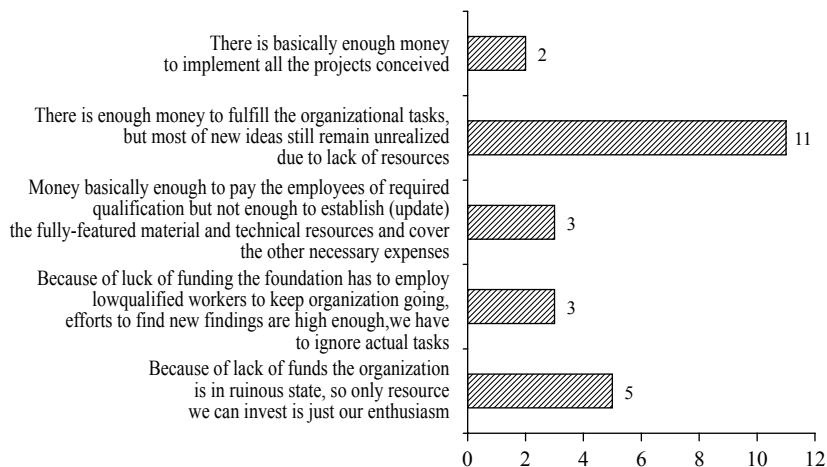 There is basically enough money
to implement all the projects conceived
2
There is enough money to fulfill the organizational tasks,
but most of new ideas still remain unrealized
due to lack of resources
11
Money basically enough to pay the employees of required
qualification but not enough to establish (update)
the fully-featured material and technical resources and cover
the other necessary expenses
3
Because of luck of funding the foundation has to employ
lowqualified workers to keep organization going,
efforts to find new findings are high enough,we have
to ignore actual tasks
3
Because of lack of funds the organization
is in ruinous state, so only resource
we can invest is just our enthusiasm
5
0 2 4 6 8 10 12